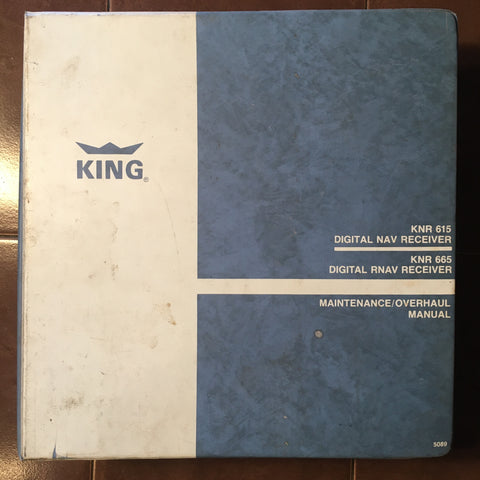 KING®
KNR 615
DIGITAL NAV RECEIVER
KNR 665
DIGITAL RNAV RECEIVER
MAINTENANCE/OVERHAUL
MANUAL
5089